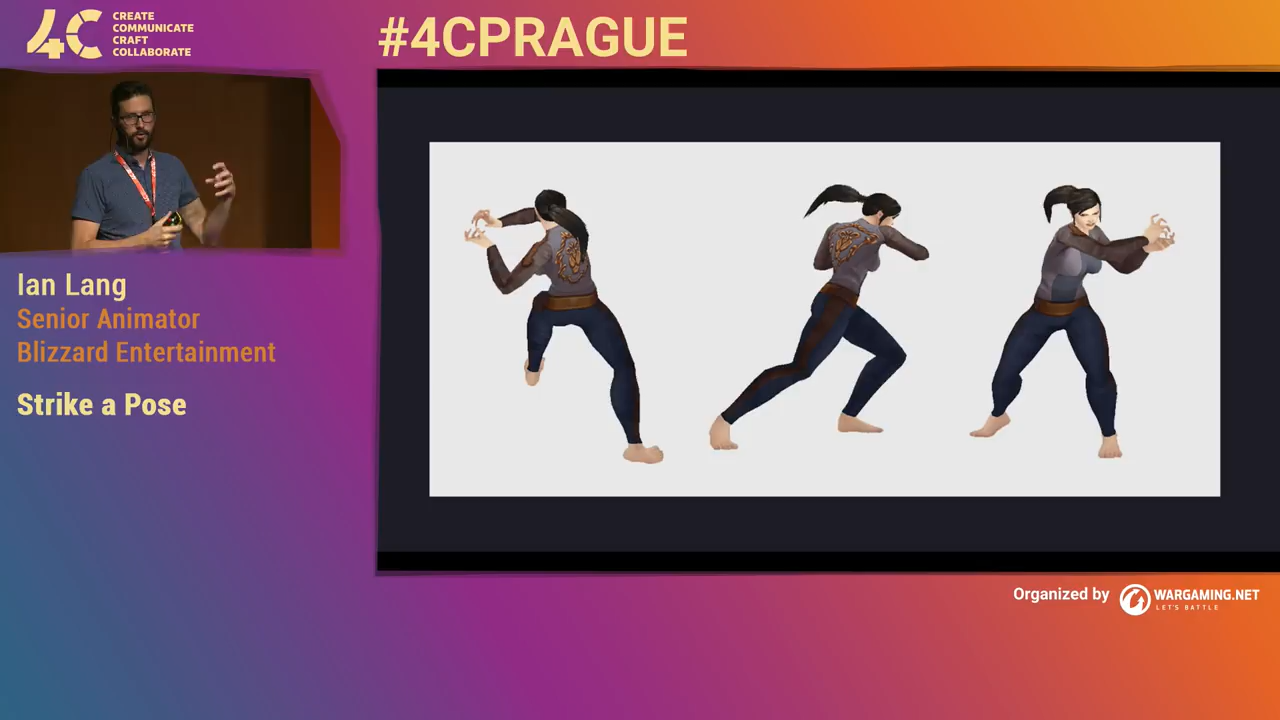 4C
CREATE
COMMUNICATE
CRAFT
COLLABORATE
#4CPRAGUE
Ian Lang
Senior Animator
Blizzard Entertainment
Strike a Pose
Organized by
WARGAMING.NET
LET'S BATTLE